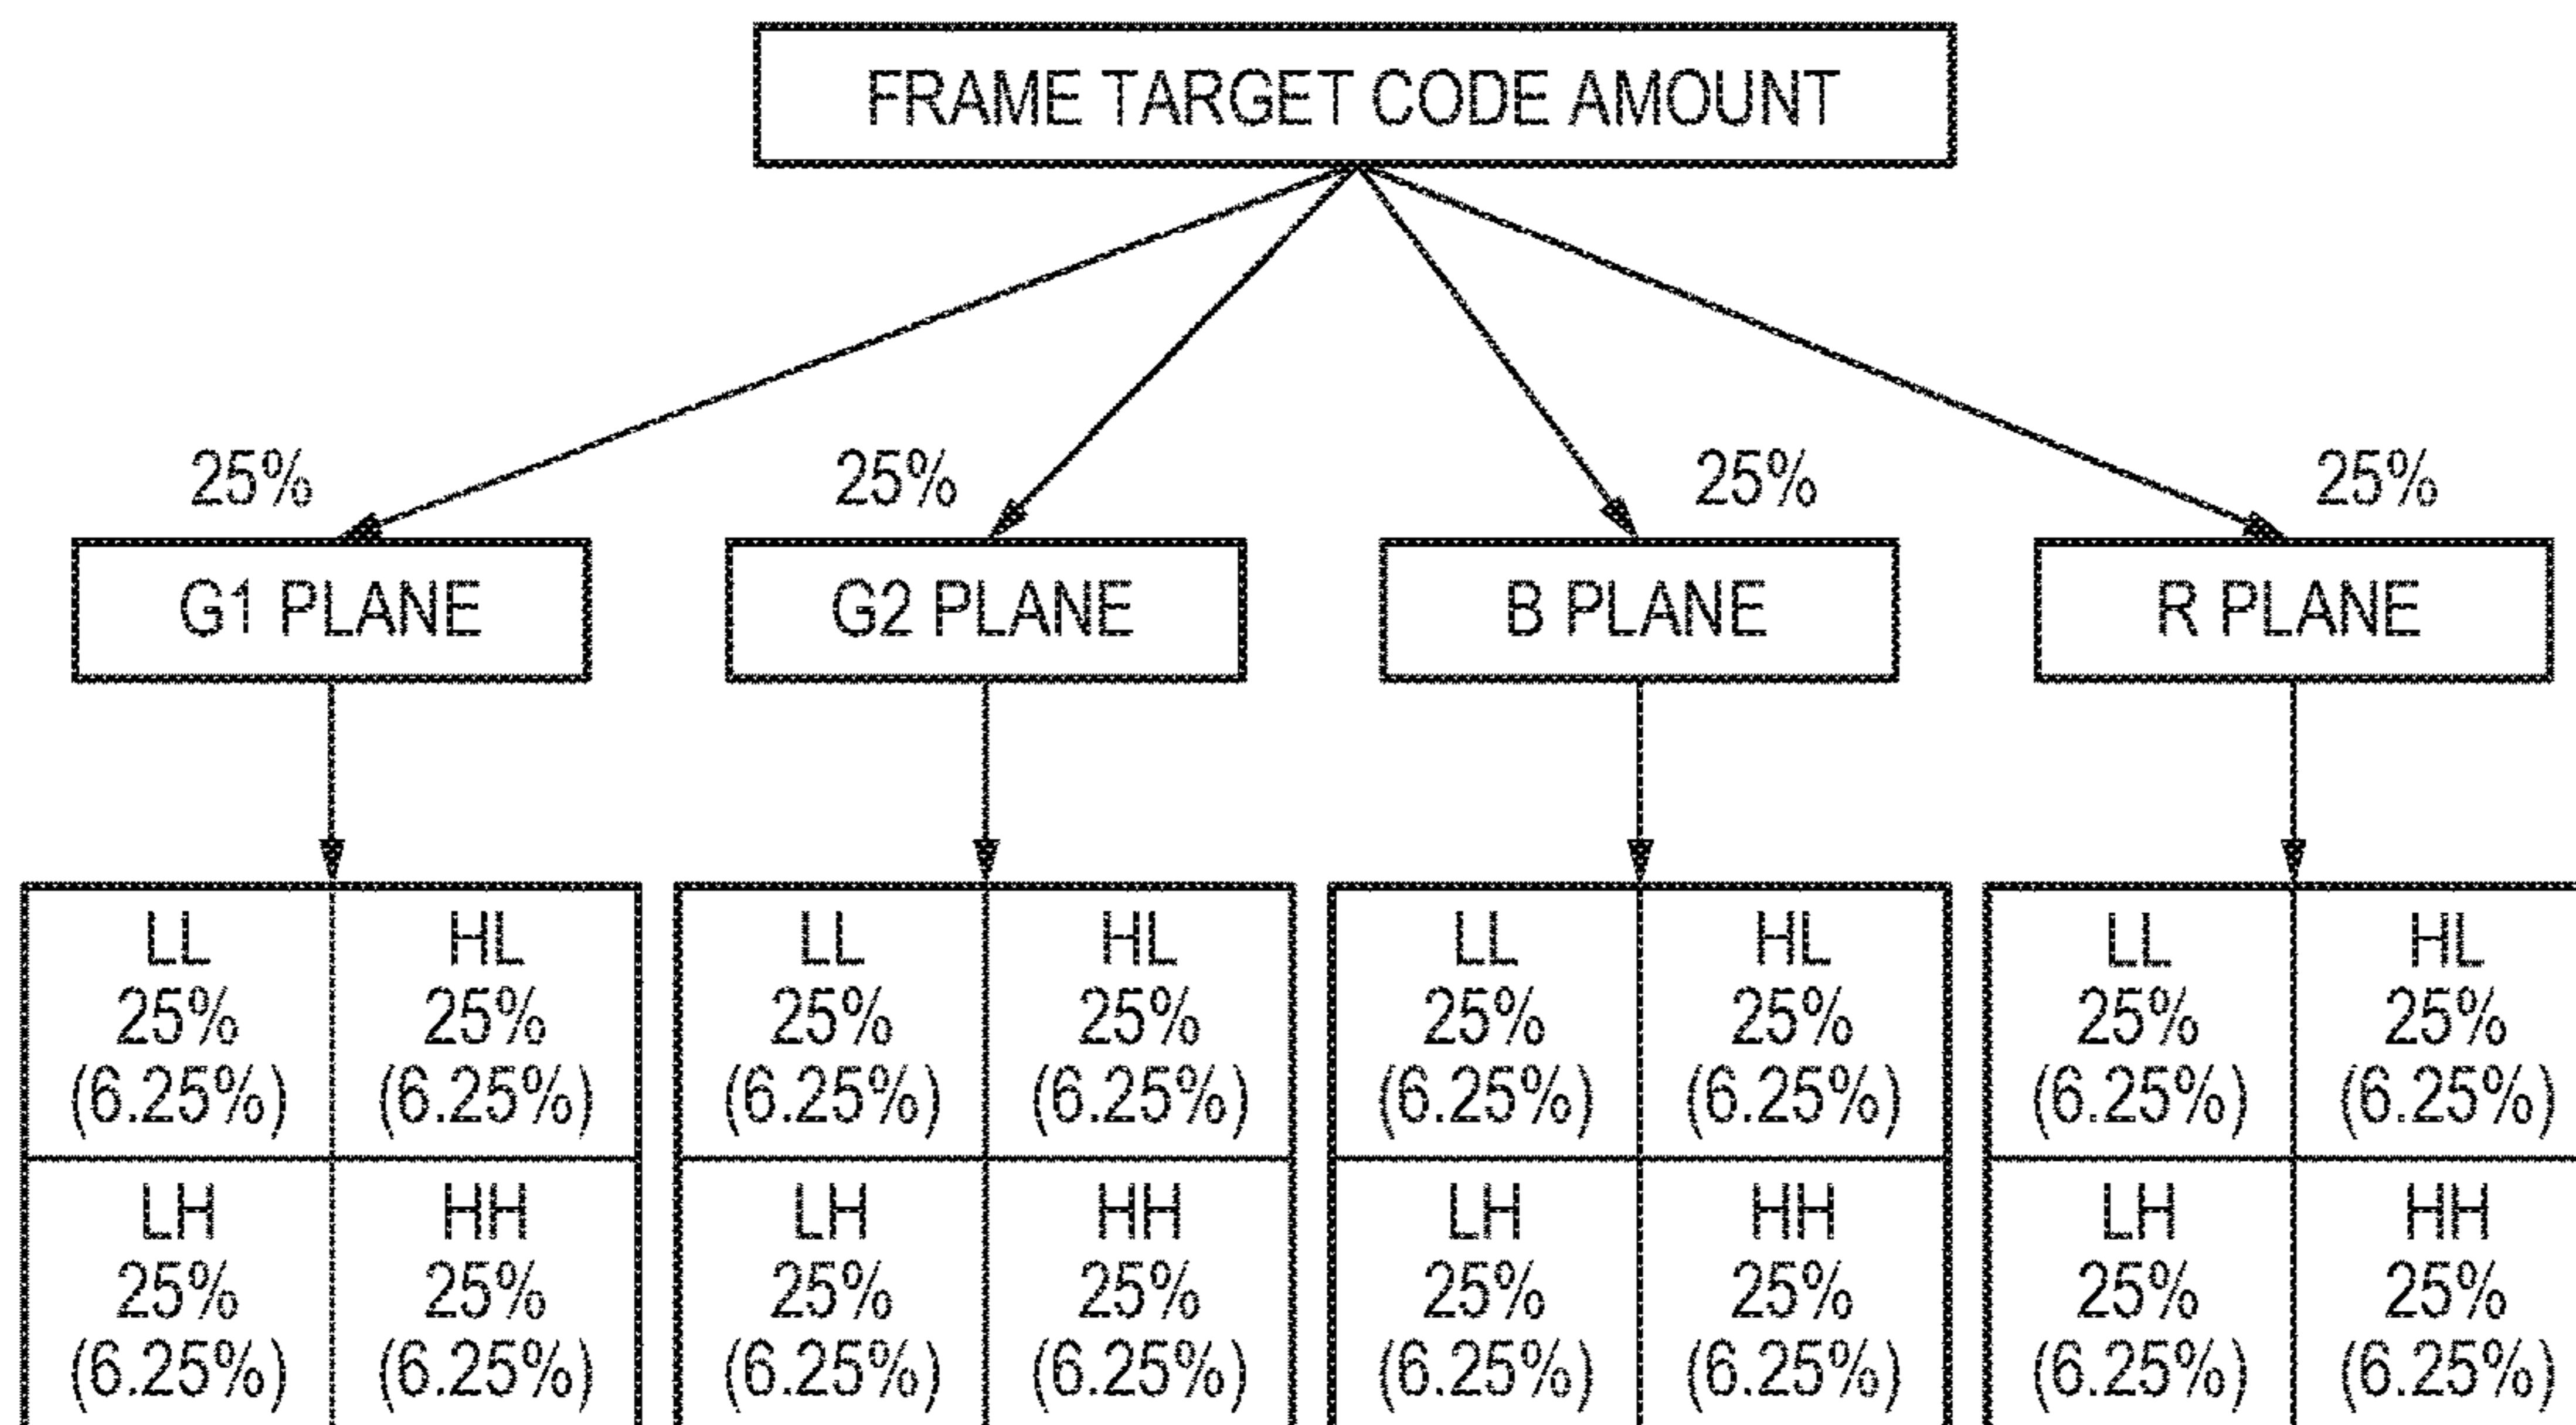 FRAME TARGET CODE AMOUNT
25% 25% 25% 25%
G1 PLANE G2 PLANE B PLANE R PLANE
LL HL LL HL LL HL LL HL
25% 25% 25% 25% 25% 25% 25% 25%
(6.25%) (6.25%) (6.25%) (6.25%) (6.25%) (6.25%) (6.25%) (6.25%)
LH HH LH HH LH HH LH HH
25% 25% 25% 25% 25% 25% 25% 25%
(6.25%) (6.25%) (6.25%) (6.25%) (6.25%) (6.25%) (6.25%) (6.25%)